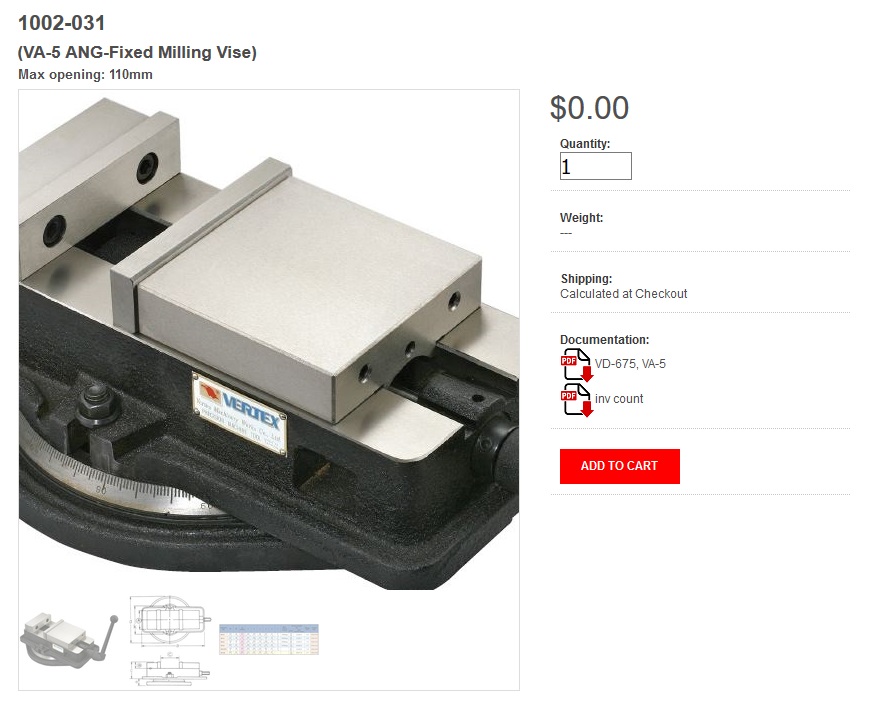 1002-031
(VA-5 ANG-Fixed Milling Vise)
Max opening: 110mm
$0.00
Quantity:
1
Weight:
---
Shipping:
Calculated at Checkout
Documentation:
PDF VD-675, VA-5
PDF inv count
ADD TO CART
VERTEX
80